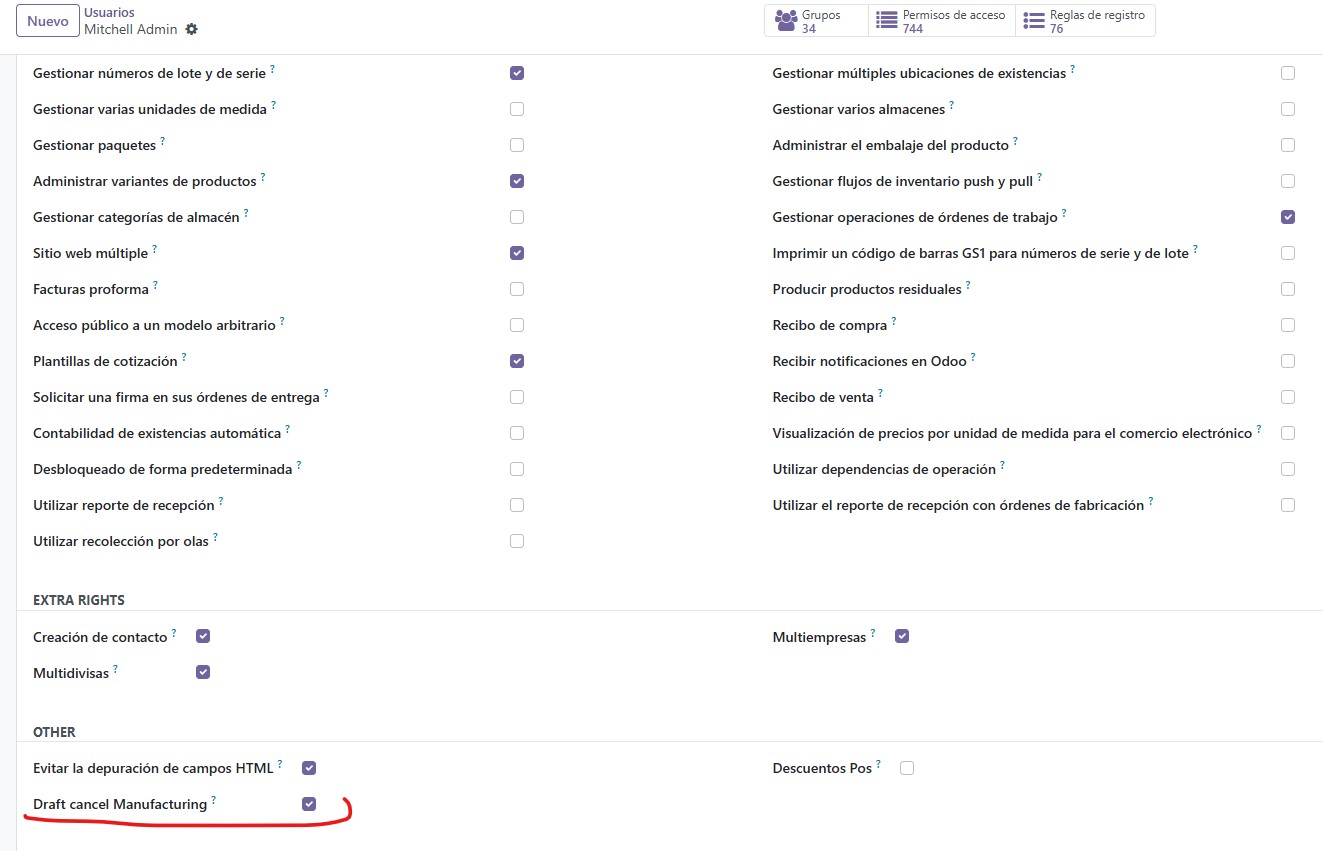 Nuevo
Usuarios
Mitchell Admin
Grupos
34
Permisos de acceso
744
Reglas de registro
76
Gestionar números de lote y de serie ?
Gestionar múltiples ubicaciones de existencias ?
Gestionar varias unidades de medida ?
Gestionar varios almacenes ?
Gestionar paquetes ?
Administrar el embalaje del producto ?
Administrar variantes de productos ?
Gestionar flujos de inventario push y pull ?
Gestionar categorías de almacén ?
Gestionar operaciones de órdenes de trabajo ?
Sitio web múltiple ?
Imprimir un código de barras GS1 para números de serie y de lote ?
Facturas proforma ?
Producir productos residuales ?
Acceso público a un modelo arbitrario ?
Recibo de compra ?
Plantillas de cotización ?
Recibir notificaciones en Odoo ?
Solicitar una firma en sus órdenes de entrega ?
Recibo de venta ?
Contabilidad de existencias automática ?
Visualización de precios por unidad de medida para el comercio electrónico ?
Desbloqueado de forma predeterminada ?
Utilizar dependencias de operación ?
Utilizar reporte de recepción ?
Utilizar el reporte de recepción con órdenes de fabricación ?
Utilizar recolección por olas ?
EXTRA RIGHTS
Creación de contacto ?
Multiempresas ?
Multidivisas ?
OTHER
Evitar la depuración de campos HTML ?
Descuentos Pos ?
Draft cancel Manufacturing ?